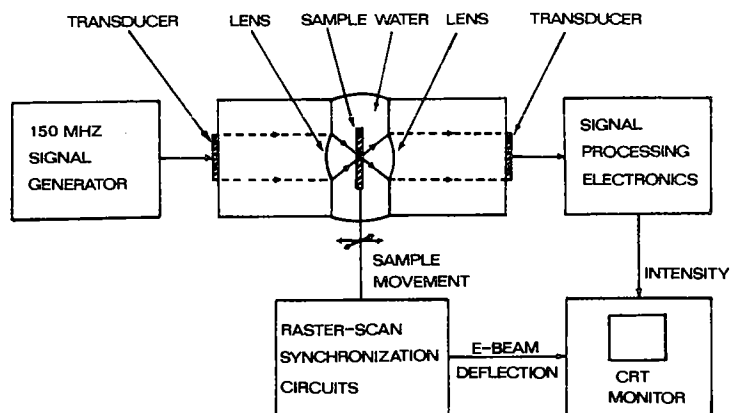 TRANSDUCER LENS SAMPLE WATER LENS TRANSDUCER
150 MHZ
SIGNAL
GENERATOR
SIGNAL
PROCESSING
ELECTRONICS
SAMPLE
MOVEMENT
INTENSITY
RASTER-SCAN
SYNCHRONIZATION
CIRCUITS
E-BEAM
DEFLECTION
CRT
MONITOR